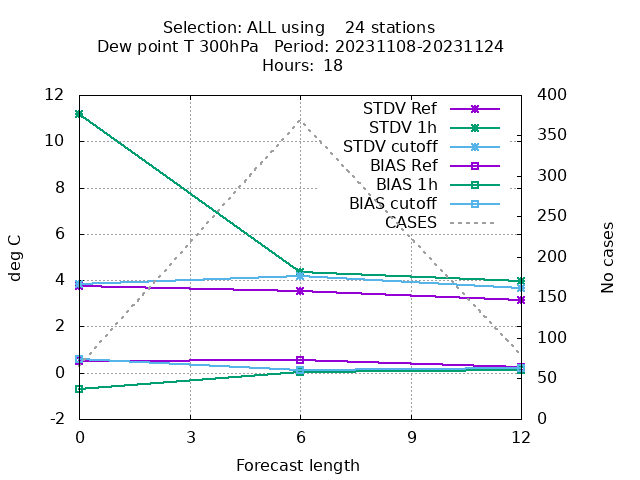 Selection: ALL using    24 stations
Dew point T 300hPa   Period: 20231108-20231124
Hours: 18
12
10
8
6
4
2
0
-2
deg C
400
350
300
250
200
150
100
50
0
No cases
STDV Ref
STDV 1h
STDV cutoff
BIAS Ref
BIAS 1h
BIAS cutoff
CASES
0 3 6 9 12
Forecast length